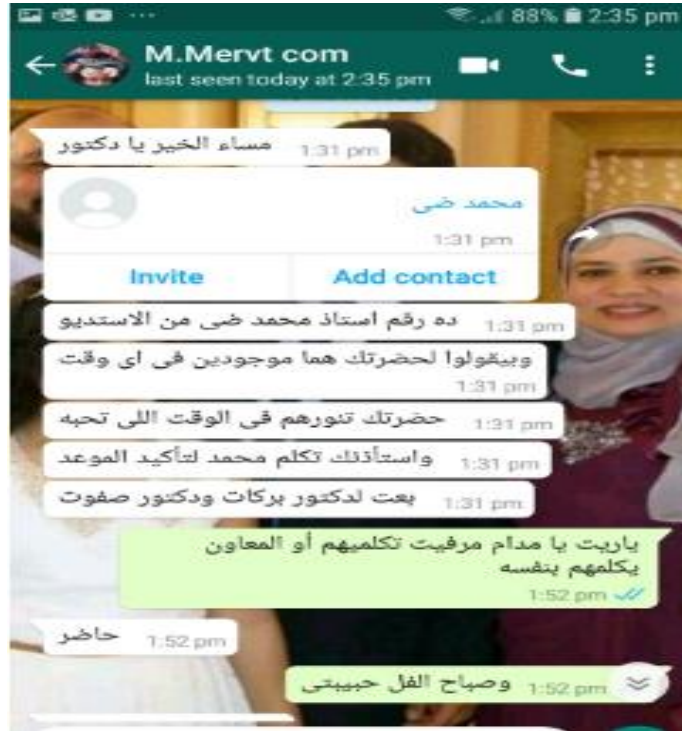 88% 2:35 pm
M.Mervt com
last seen today at 2:35 pm
مساء الخير يا دكتور 1:31 pm
محمد ضى
1:31 pm
Invite Add contact
ده رقم استاذ محمد ضى من الاستديو 1:31 pm
وبيقولوا لحضرتك هما موجودين فى اى وقت
1:31 pm
حضرتك تنورهم فى الوقت اللى تحبه 1:31 pm
واستأذنك تكلم محمد لتأكيد الموعد 1:31 pm
بعت لدكتور بركات ودكتور صفوت 1:31 pm
ياريت يا مدام مرفيت تكلميهم أو المعاون
يكلمهم بنفسه
1:52 pm
حاضر 1:52 pm
وصباح الفل حبيبتى 1:52 pm